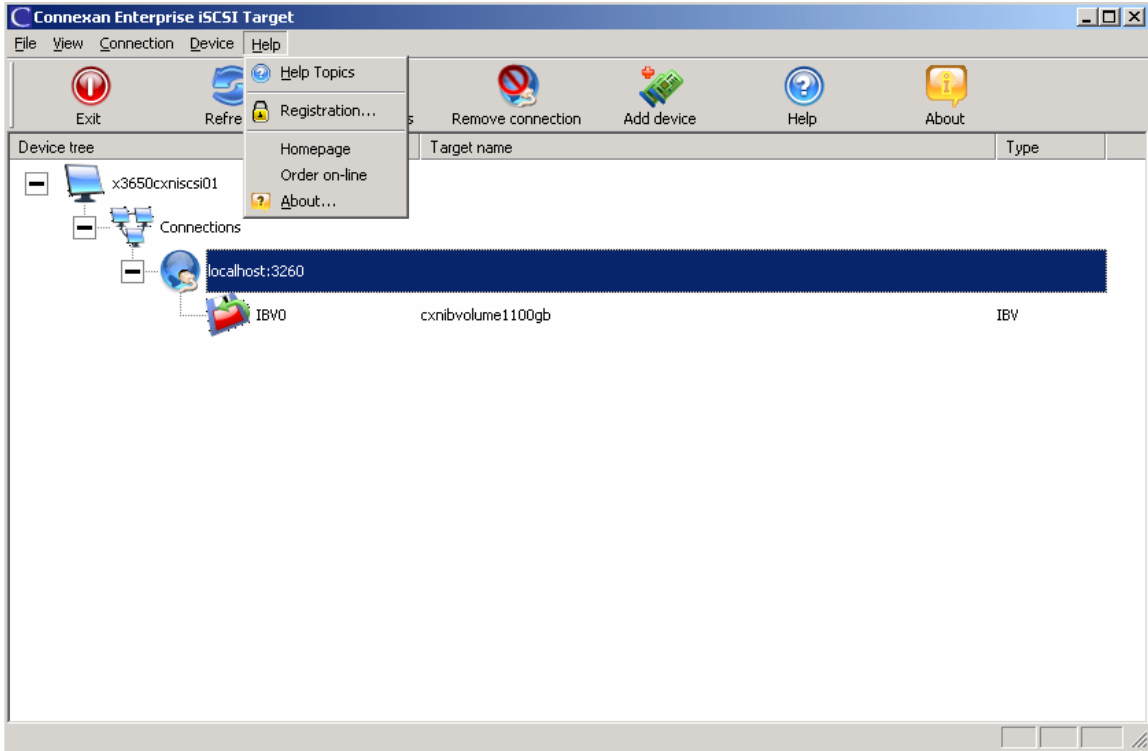 Connexan Enterprise iSCSI Target
File View Connection Device Help
Help Topics
Registration...
Homepage
Order on-line
About...
Exit
Remove connection
Add device
Help
About
Device tree
Target name
Type
x3650cxniscsi01
Connections
localhost:3260
IBV0 cxnibvolume1100gb IBV